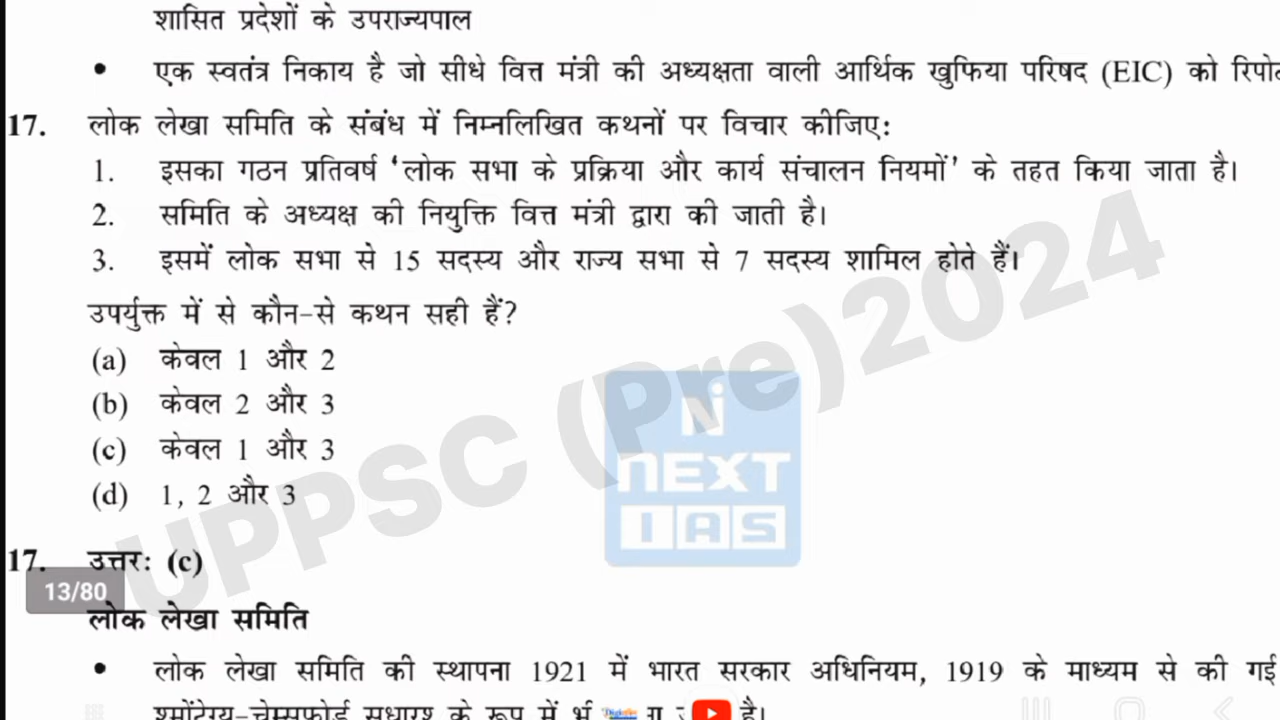 शासित प्रदेशों के उपराज्यपाल
• एक स्वतंत्र निकाय है जो सीधे वित्त मंत्री की अध्यक्षता वाली आर्थिक खुफिया परिषद (EIC) को
17. लोक लेखा समिति के संबंध में निम्नलिखित कथनों पर विचार कीजिए:
1. इसका गठन प्रतिवर्ष ‘लोक सभा के प्रक्रिया और कार्य संचालन नियमों’ के तहत किया जाता है।
2. समिति के अध्यक्ष की नियुक्ति वित्त मंत्री द्वारा की जाती है।
3. इसमें लोक सभा से 15 सदस्य और राज्य सभा से 7 सदस्य शामिल होते हैं।
उपर्युक्त में से कौन-से कथन सही हैं?
(a) केवल 1 और 2
(b) केवल 2 और 3
(c) केवल 1 और 3
(d) 1, 2 और 3
UPPSC (Pre) 2024
N
NEXT
IAS
17. उत्तर: (c)
13/80
लोक लेखा समिति
• लोक लेखा समिति की स्थापना 1921 में भारत सरकार अधिनियम, 1919 के माध्यम से की गई
के रूप में
है।